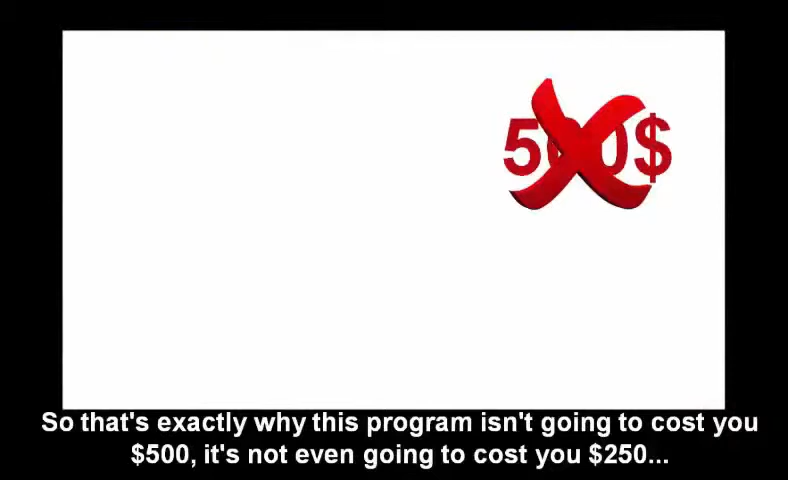 500$
So that's exactly why this program isn't going to cost you
$500, it's not even going to cost you $250...